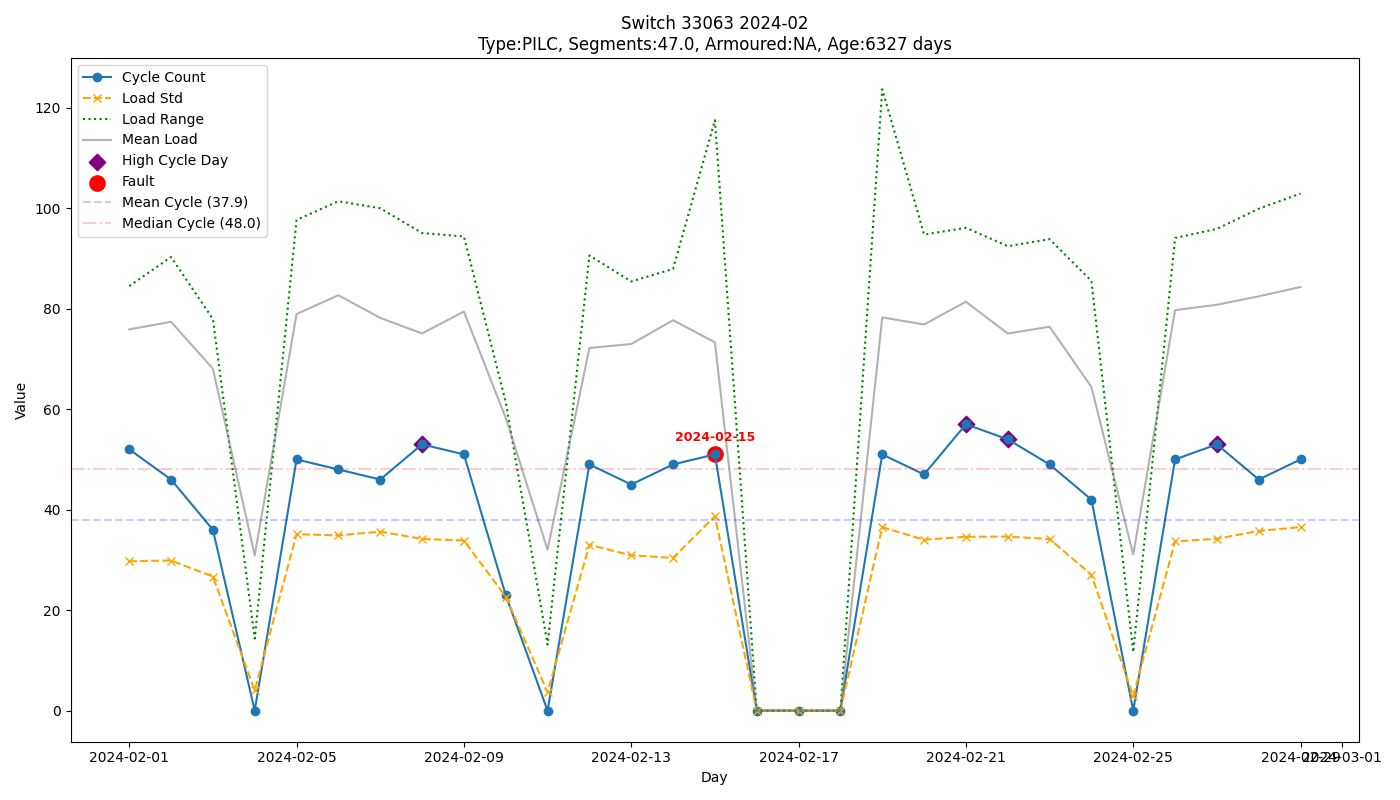 Switch 33063 2024-02
Type:PILC, Segments:47.0, Armoured:NA, Age:6327 days
Cycle Count
Load Std
Load Range
Mean Load
High Cycle Day
Fault
Mean Cycle (37.9)
Median Cycle (48.0)
120
100
80
60
40
20
0
Value
2024-02-15
2024-02-01 2024-02-05 2024-02-09 2024-02-13 2024-02-17 2024-02-21 2024-02-25 2024-02-29 2024-03-01
Day